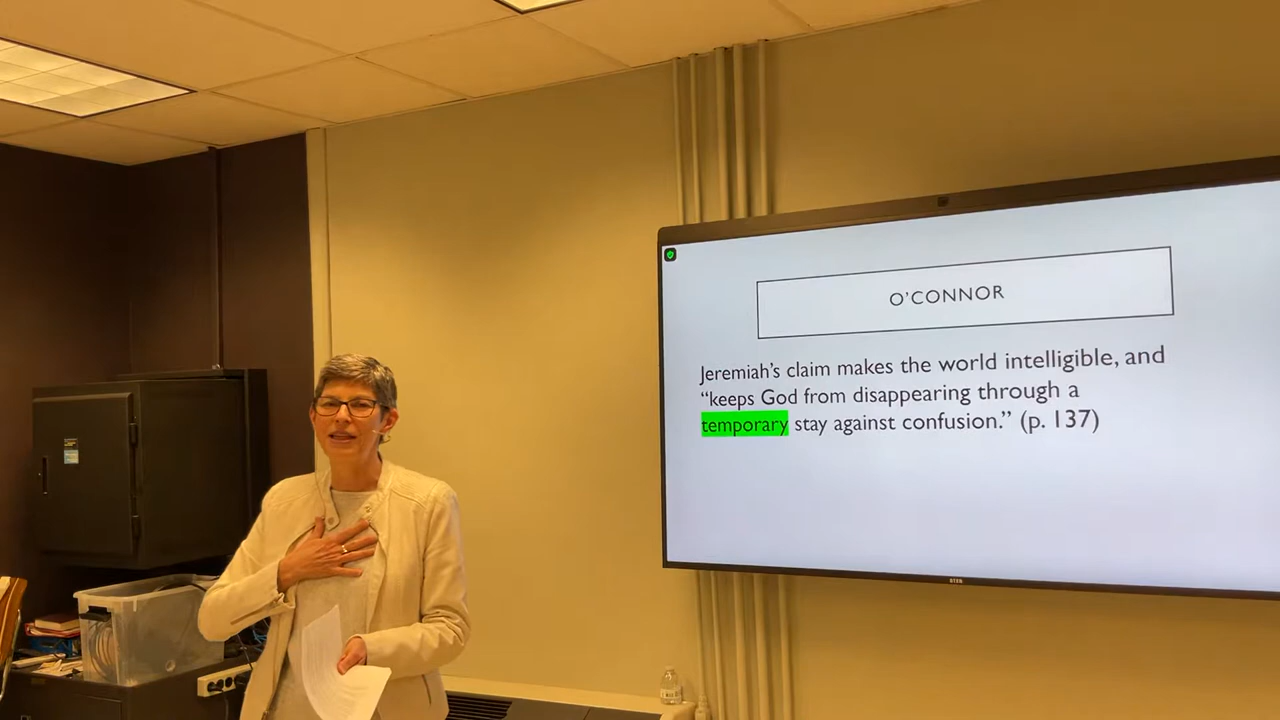 O'CONNOR
Jeremiah's claim makes the world intelligible, and
“keeps God from disappearing through a
temporary stay against confusion.” (p. 137)